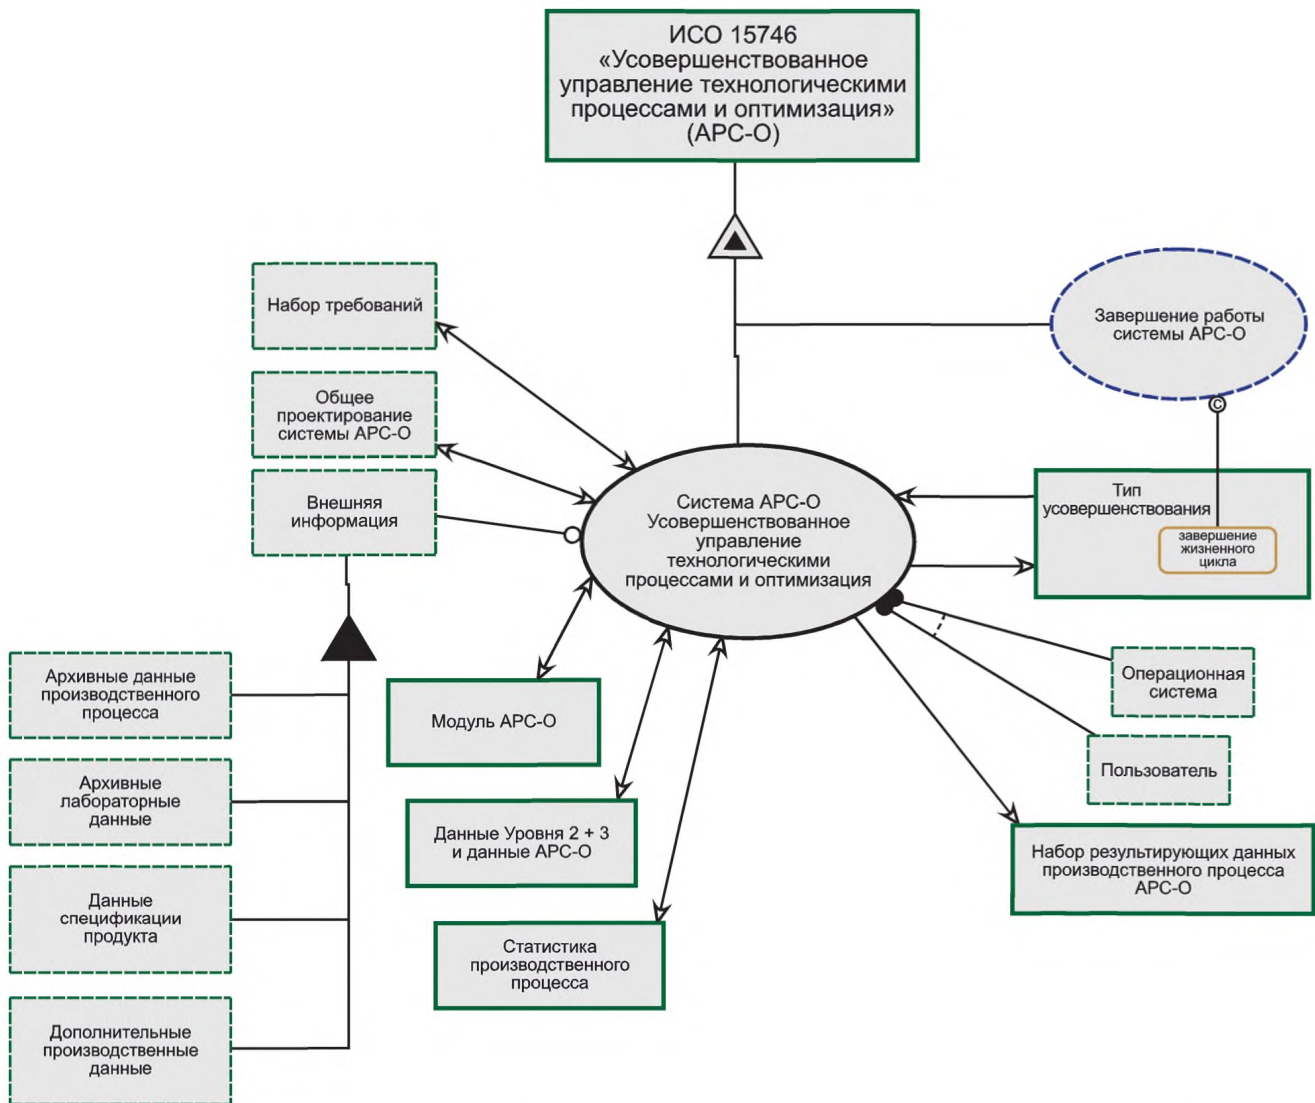 ИСО 15746
«Усовершенствованное
управление технологическими
процессами и оптимизация»
(АРС-О)
Набор требований
Завершение работы
системы АРС-О
Общее
проектирование
системы АРС-О
Внешняя
информация
Система АРС-О
Усовершенствованное
управление
технологическими
процессами и оптимизация
C
Тип
усовершенствования
завершение
жизненного
цикла
Архивные данные
производственного
процесса
Модуль АРС-О
Операционная
система
Пользователь
Архивные
лабораторные
данные
Данные Уровня 2 + 3
и данные АРС-О
Набор результирующих данных
производственного процесса
АРС-О
Данные
спецификации
продукта
Статистика
производственного
процесса
Дополнительные
производственные
данные